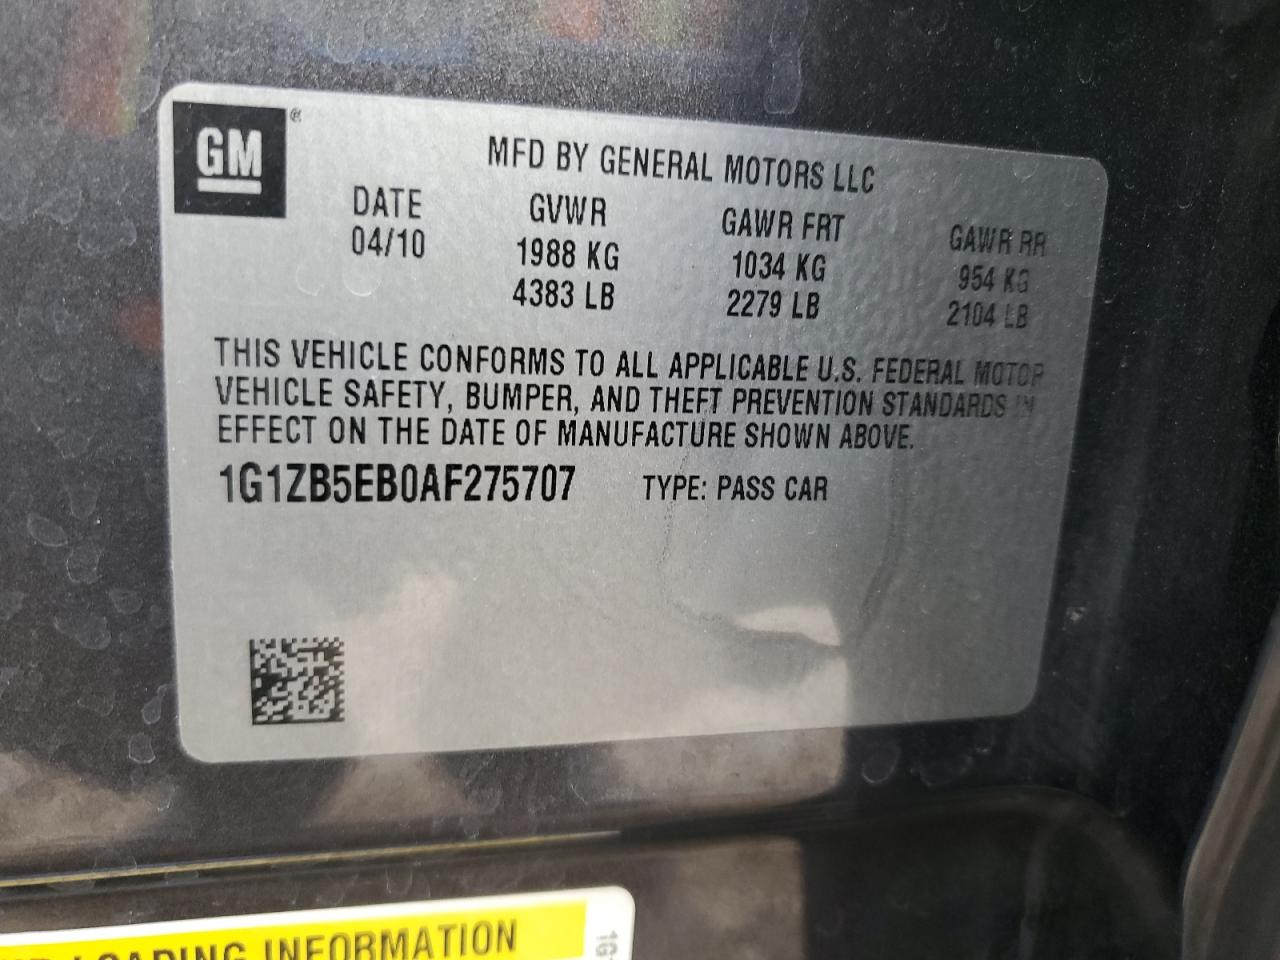 GM ®
MFD BY GENERAL MOTORS LLC
DATE GVWR GAWR FRT GAWR RR
04/10 1988 KG 1034 KG 954 KG
4383 LB 2279 LB 2104 LB
THIS VEHICLE CONFORMS TO ALL APPLICABLE U.S. FEDERAL MOTOR
VEHICLE SAFETY, BUMPER, AND THEFT PREVENTION STANDARDS IN
EFFECT ON THE DATE OF MANUFACTURE SHOWN ABOVE.
1G1ZB5EB0AF275707 TYPE: PASS CAR
LOADING INFORMATION